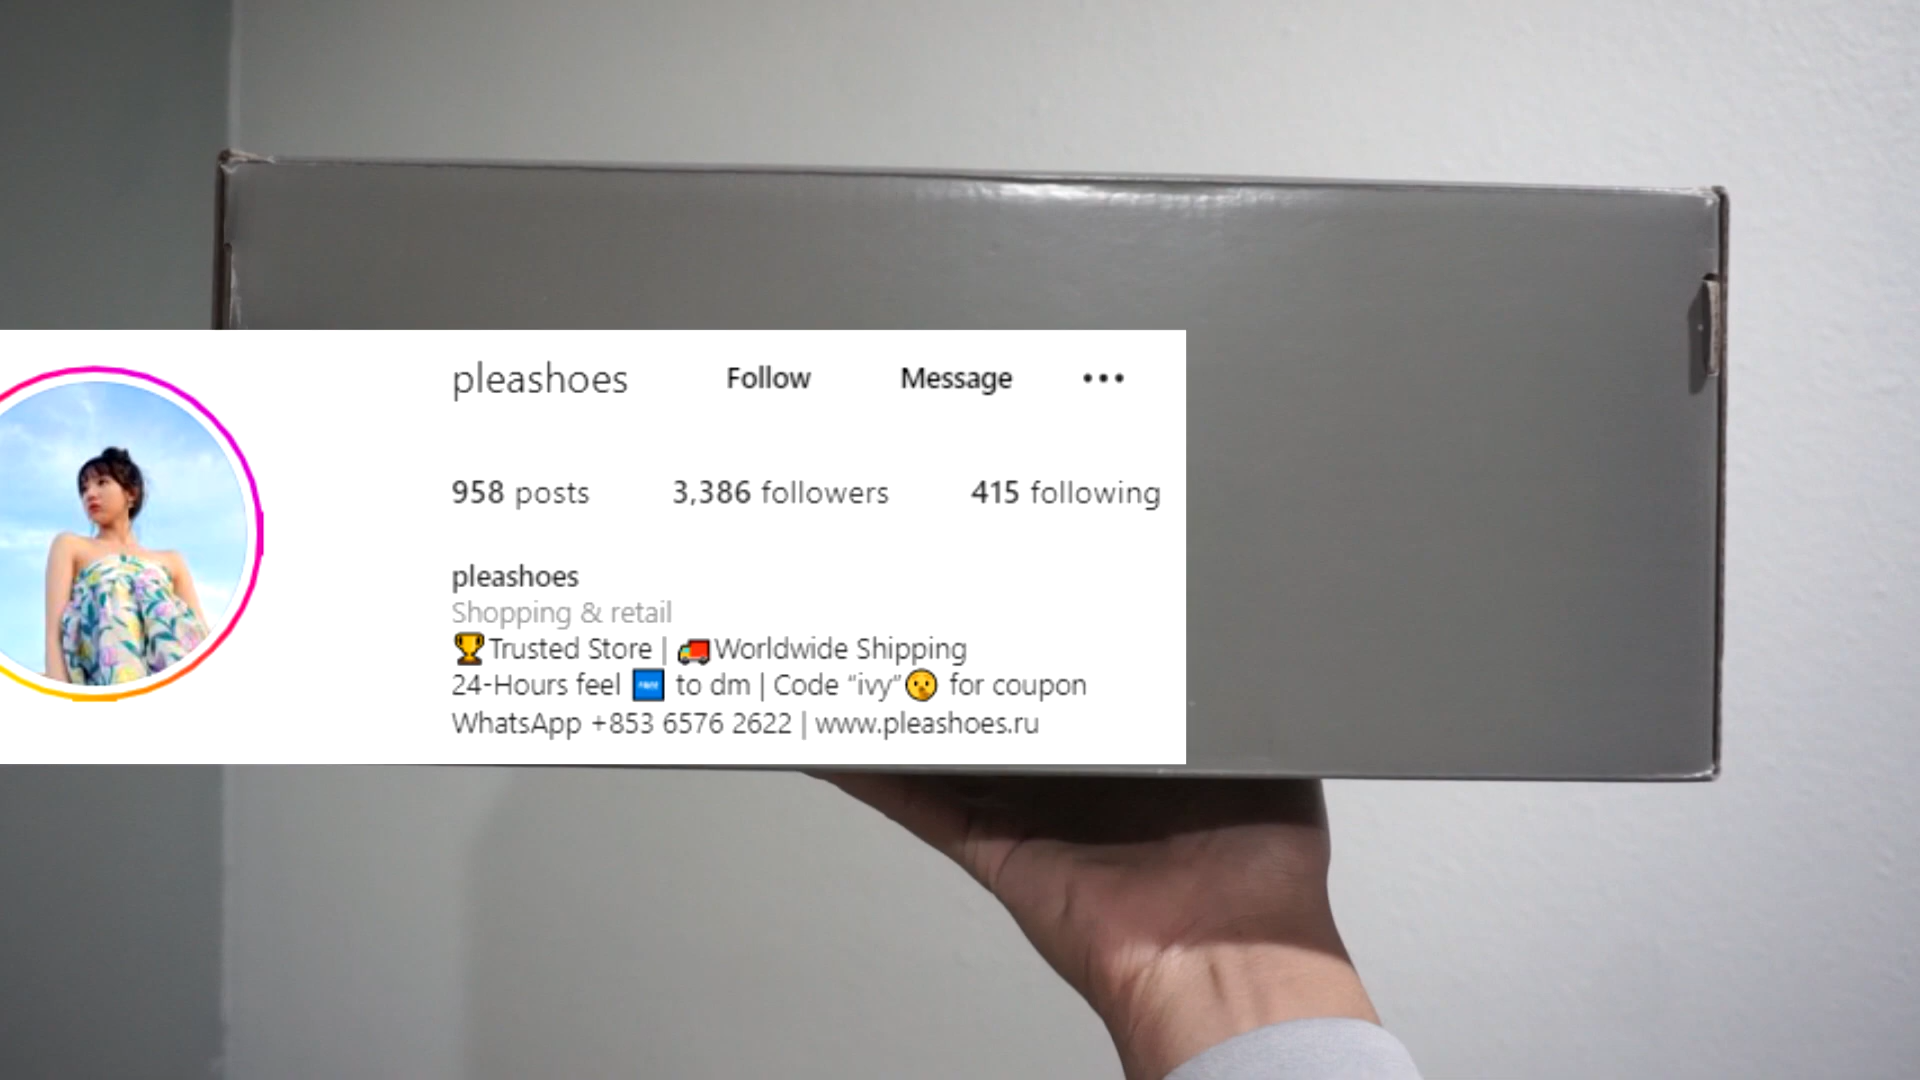 pleashoes Follow Message •••
958 posts 3,386 followers 415 following
pleashoes
Shopping & retail
🏆Trusted Store | 🚚Worldwide Shipping
24-Hours feel 🆓 to dm | Code “ivy”🤫 for coupon
WhatsApp +853 6576 2622 | www.pleashoes.ru